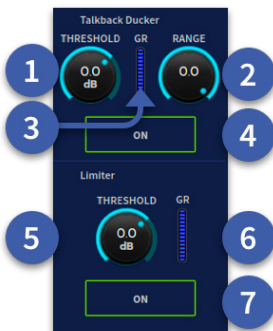 Talkback Ducker
THRESHOLD GR RANGE
1 0.0 dB 0.0 2
3
ON 4
Limiter
THRESHOLD GR
5 0.0 dB 6
ON 7